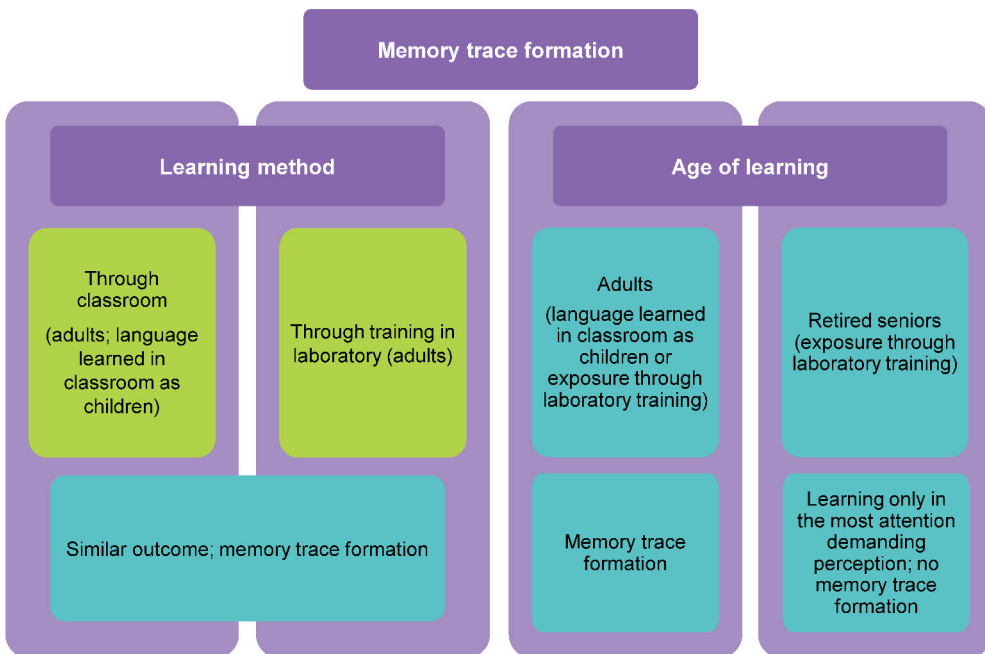 Memory trace formation
Learning method
Through
classroom
(adults; language
learned in
classroom as
children)
Through training in
laboratory (adults)
Similar outcome; memory trace formation
Age of learning
Adults
(language learned
in classroom as
children or
exposure through
laboratory training)
Retired seniors
(exposure through
laboratory training)
Memory trace
formation
Learning only in
the most attention
demanding
perception; no
memory trace
formation